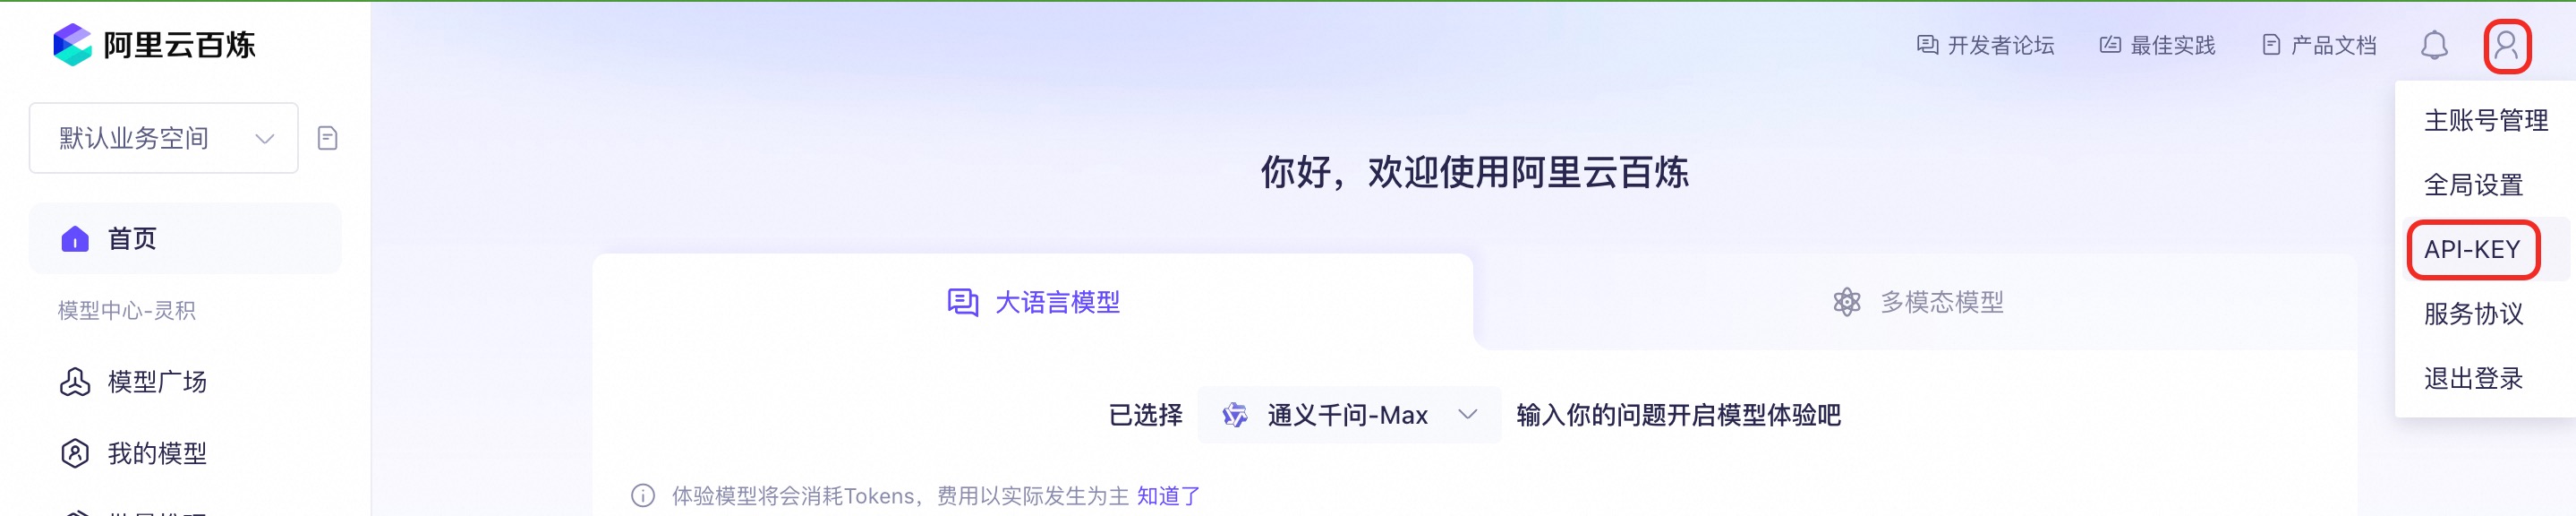 阿里云百炼
开发者论坛
最佳实践
产品文档
默认业务空间
首页
模型中心-灵积
模型广场
我的模型
你好，欢迎使用阿里云百炼
大语言模型
多模态模型
已选择 通义千问-Max 输入你的问题开启模型体验吧
体验模型将会消耗Tokens，费用以实际发生为主 知道了
主账号管理
全局设置
API-KEY
服务协议
退出登录